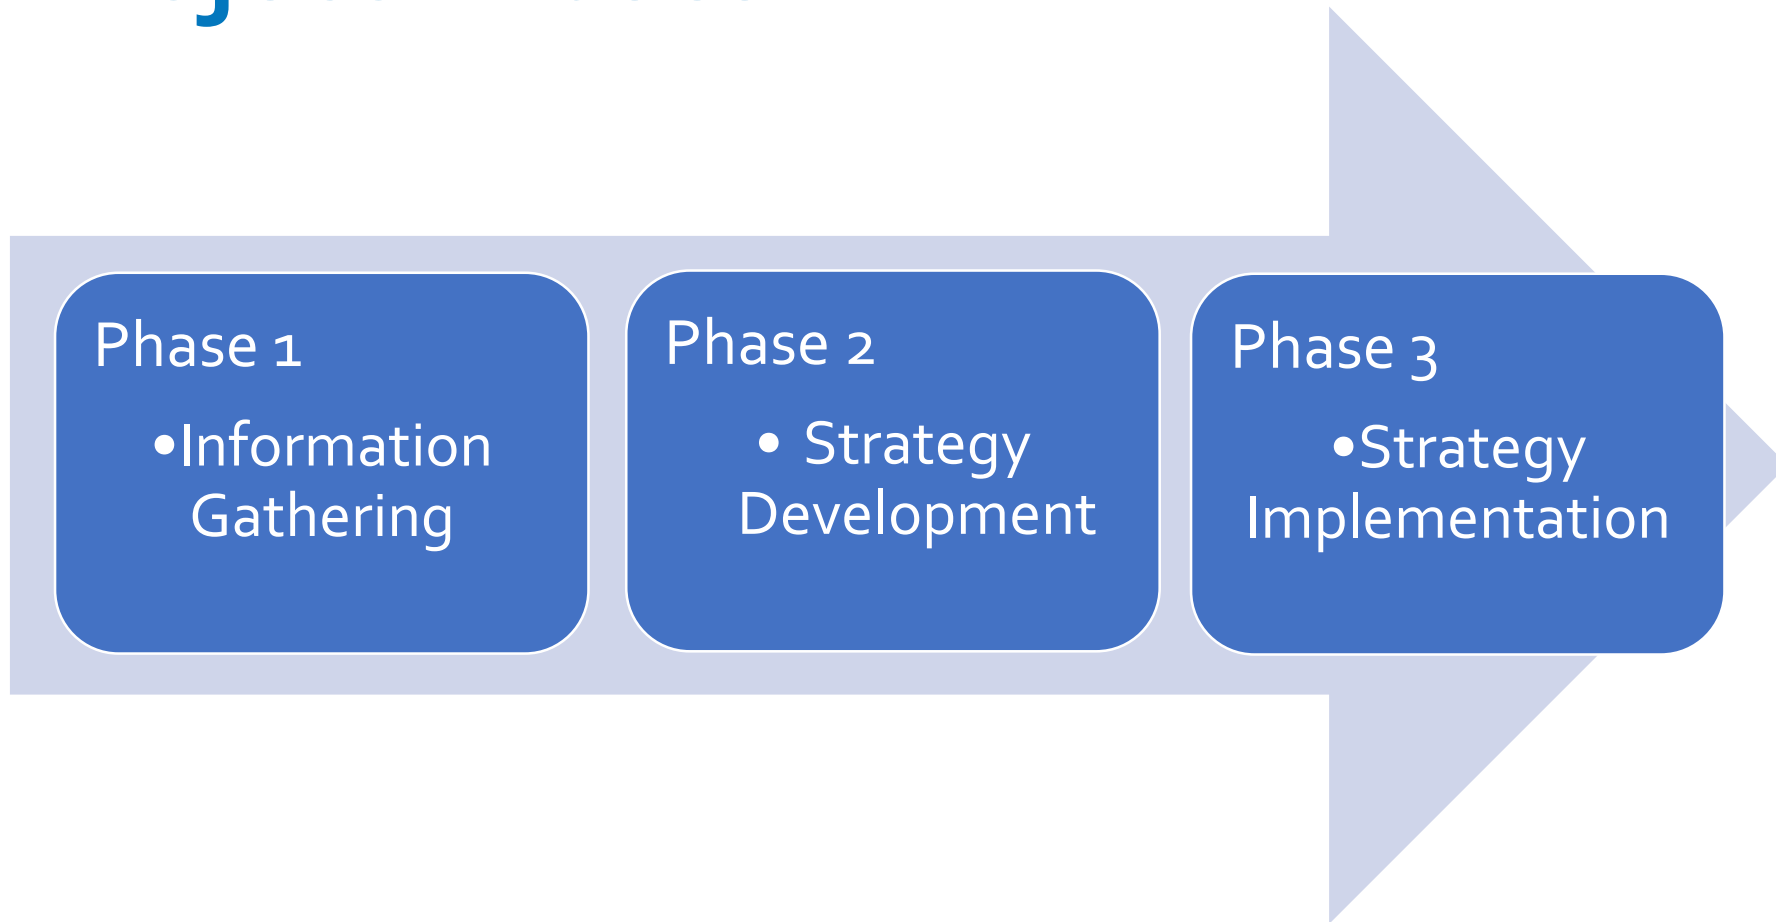 Phase 1
•Information
Gathering
Phase 2
• Strategy
Development
Phase 3
•Strategy
Implementation